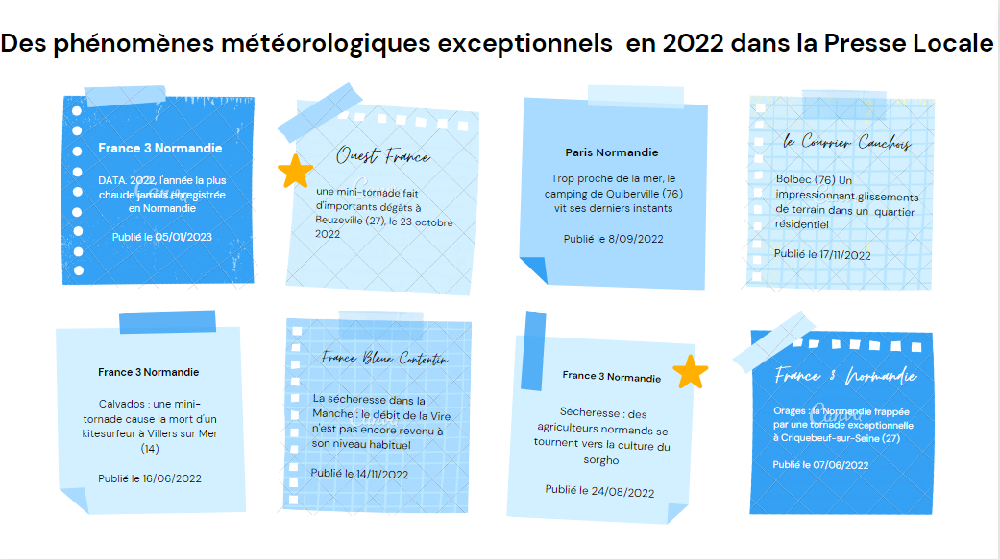 Des phénomènes météorologiques exceptionnels en 2022 dans la Presse Locale
France 3 Normandie
DATA. 2022, l'année la plus
chaude jamais enregistrée
en Normandie
Publié le 05/01/2023
Ouest France
une mini-tornade fait
d'importants dégâts à
Beuzeville (27), le 23 octobre
2022
Paris Normandie
Trop proche de la mer, le
camping de Quiberville (76)
vit ses derniers instants
Publié le 8/09/2022
le Courrier Cauchois
Bolbec (76) Un
impressionnant glissements
de terrain dans un quartier
résidentiel
Publié le 17/11/2022
France 3 Normandie
Calvados : une mini-
tornade cause la mort d'un
kitesurfeur à Villers sur Mer
(14)
Publié le 16/06/2022
France Bleue Contentin
La sécheresse dans la
Manche : le débit de la Vire
n'est pas encore revenu à
son niveau habituel
Publié le 14/11/2022
France 3 Normandie
Sécheresse : des
agriculteurs normands se
tournent vers la culture du
sorgho
Publié le 24/08/2022
France 3 Normandie
Orages : la Normandie frappée
par une tornade exceptionnelle
à Criquebeuf-sur-Seine (27)
Publié le 07/06/2022
Canva